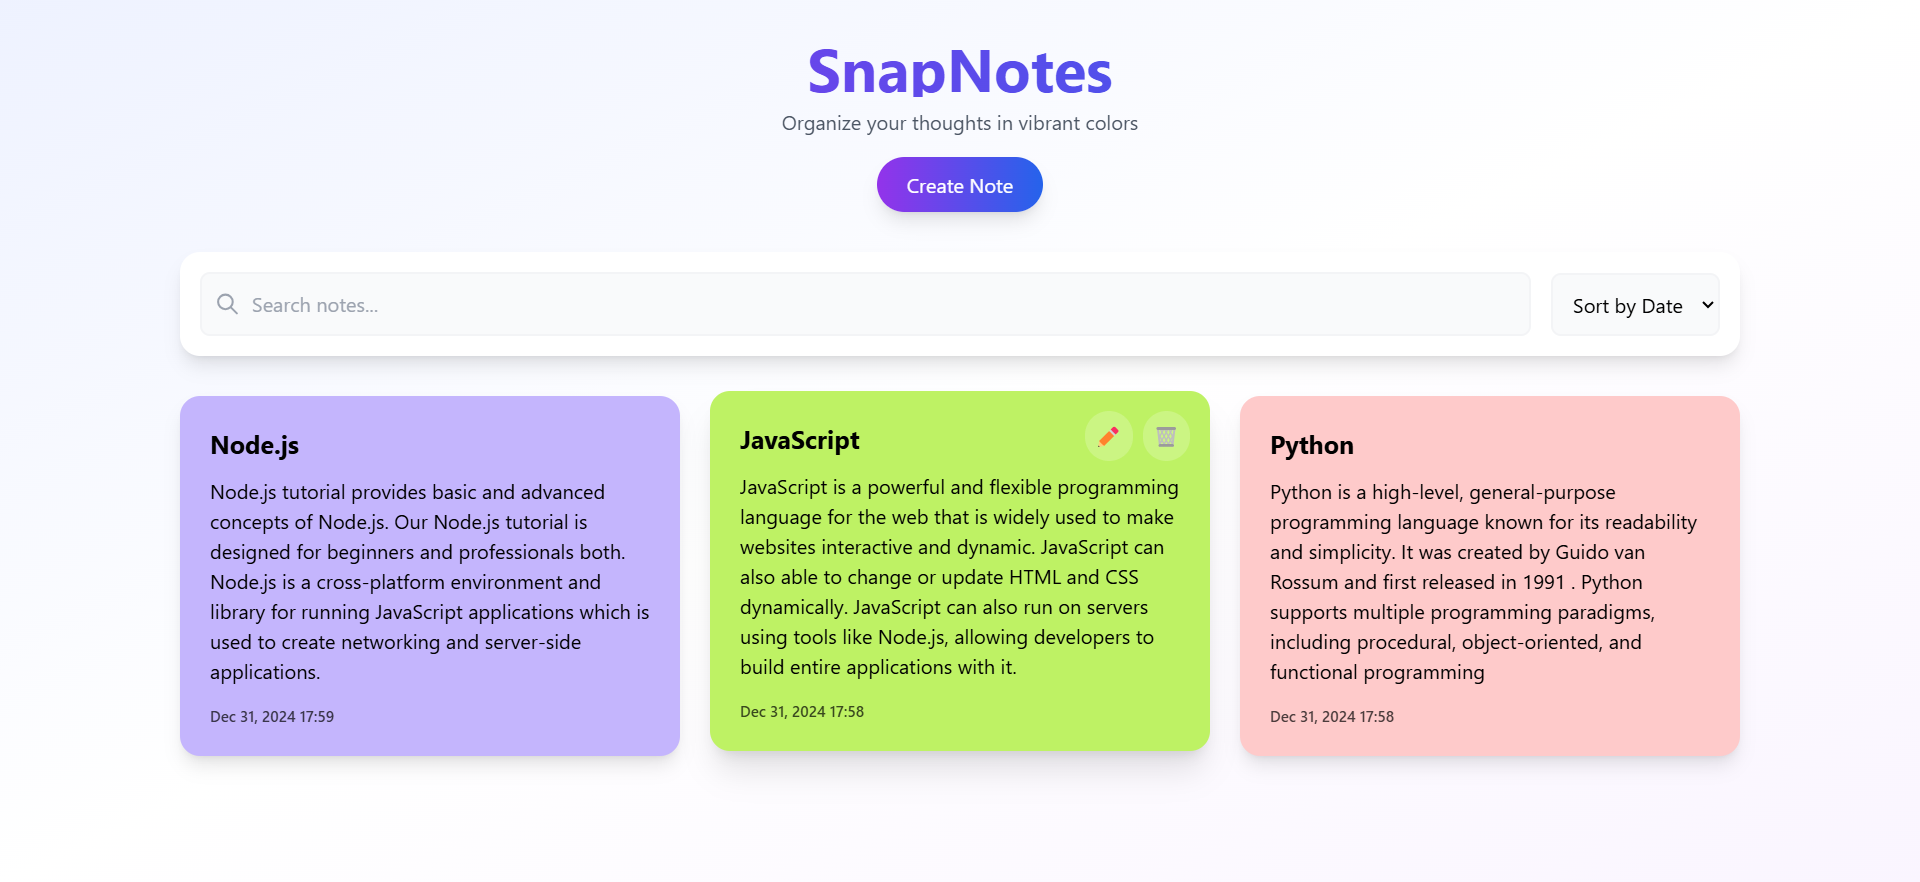 SnapNotes
Organize your thoughts in vibrant colors
Create Note
Search notes...
Sort by Date
Node.js
Node.js tutorial provides basic and advanced
concepts of Node.js. Our Node.js tutorial is
designed for beginners and professionals both.
Node.js is a cross-platform environment and
library for running JavaScript applications which is
used to create networking and server-side
applications.
Dec 31, 2024 17:59
JavaScript
JavaScript is a powerful and flexible programming
language for the web that is widely used to make
websites interactive and dynamic. JavaScript can
also able to change or update HTML and CSS
dynamically. JavaScript can also run on servers
using tools like Node.js, allowing developers to
build entire applications with it.
Dec 31, 2024 17:58
Python
Python is a high-level, general-purpose
programming language known for its readability
and simplicity. It was created by Guido van
Rossum and first released in 1991 . Python
supports multiple programming paradigms,
including procedural, object-oriented, and
functional programming
Dec 31, 2024 17:58